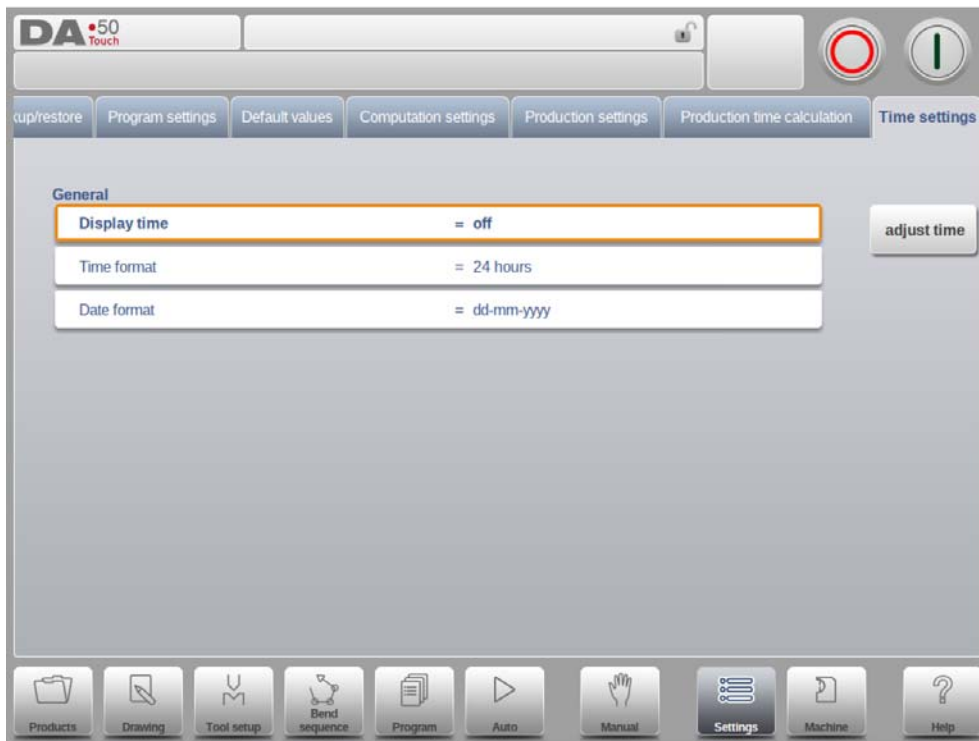 DA•50
Touch
kup/restore Program settings Default values Computation settings Production settings Production time calculation Time settings
General
Display time = off
Time format = 24 hours
Date format = dd-mm-yyyy
adjust time
Products Drawing Tool setup Bend sequence Program Auto Manual Settings Machine Help